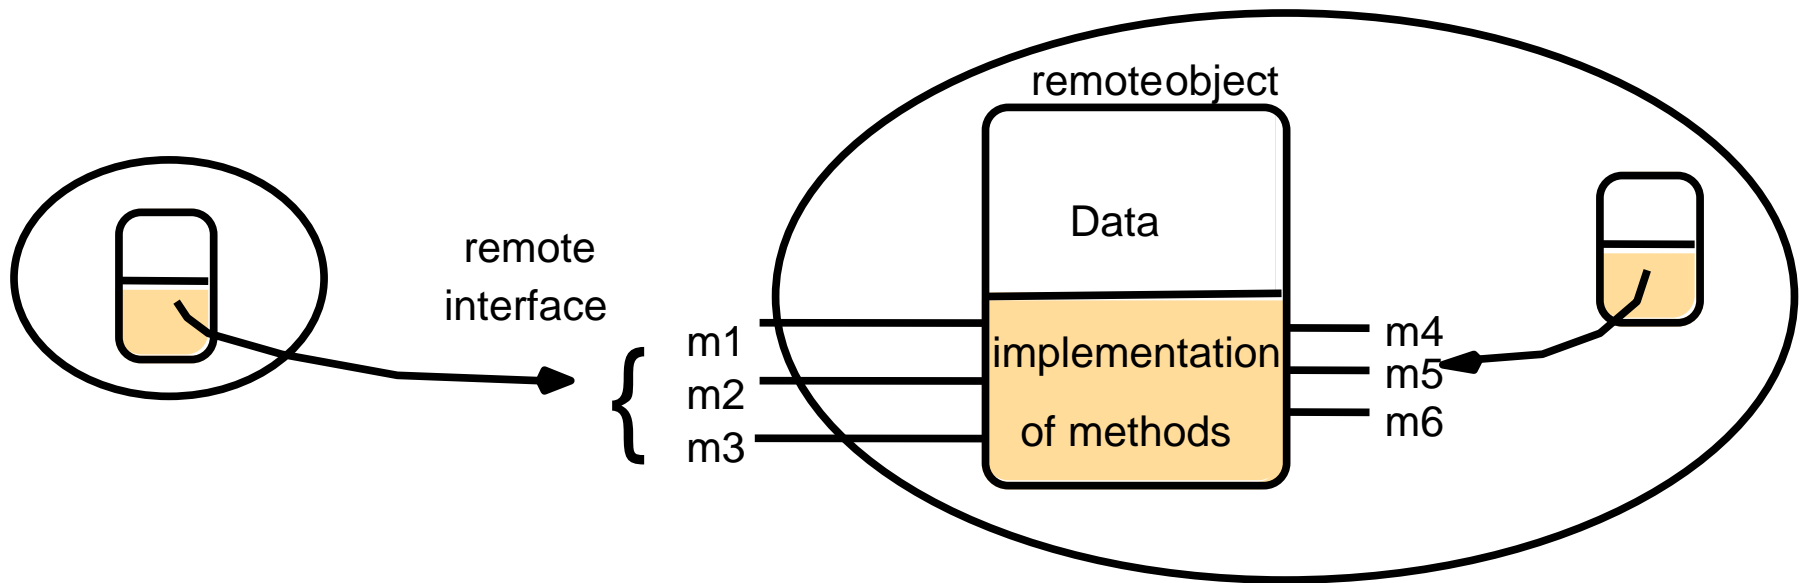 remoteobject
Data
remote
interface
{
m1
m2
m3
implementation
of methods
m4
m5
m6